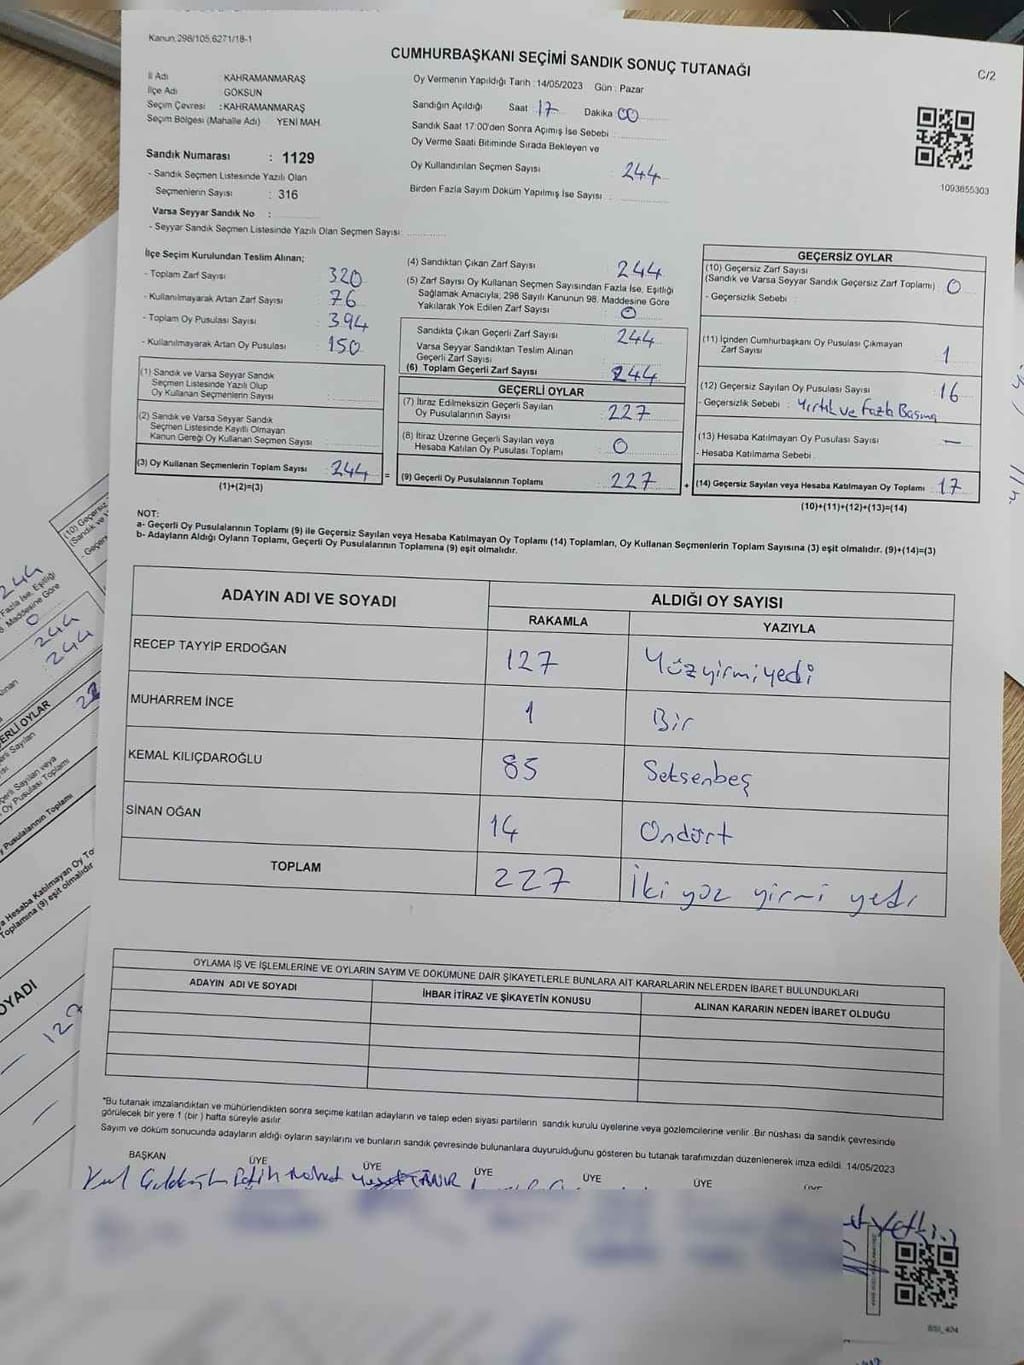 Kanun:298/105,6271/18-1
CUMHURBAŞKANI SEÇİMİ SANDIK SONUÇ TUTANAĞI
C/2
İl Adı : KAHRAMANMARAŞ
İlçe Adı : GÖKSUN
Seçim Çevresi : KAHRAMANMARAŞ
Seçim Bölgesi (Mahalle Adı) YENİ MAH.
Oy Vermenin Yapıldığı Tarih : 14/05/2023 Gün : Pazar
Sandığın Açıldığı Saat 17 Dakika 00
Sandık Saat 17:00'den Sonra Açımış İse Sebebi
Oy Verme Saati Bitiminde Sırada Bekleyen ve
Oy Kullandırılan Seçmen Sayısı : 244
Birden Fazla Sayım Döküm Yapılmış İse Sayısı :
1093855303
Sandık Numarası : 1129
- Sandık Seçmen Listesinde Yazılı Olan
Seçmenlerin Sayısı : 316
Varsa Seyyar Sandık No :
- Seyyar Sandık Seçmen Listesinde Yazılı Olan Seçmen Sayısı:
İlçe Seçim Kurulundan Teslim Alınan;
- Toplam Zarf Sayısı : 320
- Kullanılmayarak Artan Zarf Sayısı : 76
- Toplam Oy Pusulası Sayısı : 394
- Kullanılmayarak Artan Oy Pusulası : 150
(1) Sandık ve Varsa Seyyar Sandık
Seçmen Listesinde Yazılı Olup
Oy Kullanan Seçmenlerin Sayısı :
(2) Sandık ve Varsa Seyyar Sandık
Seçmen Listesinde Kayıtlı Olmayan
Kanun Gereği Oy Kullanan Seçmen Sayısı :
(3) Oy Kullanan Seçmenlerin Toplam Sayısı : 244 =
(1)+(2)=(3)
(4) Sandıktan Çıkan Zarf Sayısı : 244
(5) Zarf Sayısı Oy Kullanan Seçmen Sayısından Fazla İse, Eşitliği
Sağlamak Amacıyla, 298 Sayılı Kanunun 98. Maddesine Göre
Yakılarak Yok Edilen Zarf Sayısı : 0
Sandıkta Çıkan Geçerli Zarf Sayısı : 244
Varsa Seyyar Sandıktan Teslim Alınan
Geçerli Zarf Sayısı
(6) Toplam Geçerli Zarf Sayısı : 244
GEÇERLİ OYLAR
(7) İtiraz Edilmeksizin Geçerli Sayılan
Oy Pusulalarının Sayısı : 227
(8) İtiraz Üzerine Geçerli Sayılan veya
Hesaba Katılan Oy Pusulası Toplamı : 0
(9) Geçerli Oy Pusulalarının Toplamı : 227 +
GEÇERSİZ OYLAR
(10) Geçersiz Zarf Sayısı
(Sandık ve Varsa Seyyar Sandık Geçersiz Zarf Toplamı) : 0
- Geçersizlik Sebebi :
(11) İçinden Cumhurbaşkanı Oy Pusulası Çıkmayan
Zarf Sayısı 1
(12) Geçersiz Sayılan Oy Pusulası Sayısı : 16
- Geçersizlik Sebebi : Yırtık ve Fazla Basma
(13) Hesaba Katılmayan Oy Pusulası Sayısı : —
- Hesaba Katılmama Sebebi
(14) Geçersiz Sayılan veya Hesaba Katılmayan Oy Toplamı : 17
(10)+(11)+(12)+(13)=(14)
NOT:
a- Geçerli Oy Pusulalarının Toplamı (9) ile Geçersiz Sayılan veya Hesaba Katılmayan Oy Toplamı (14) Toplamları, Oy Kullanan Seçmenlerin Toplam Sayısına (3) eşit olmalıdır. (9)+(14)=(3)
b- Adayların Aldığı Oyların Toplamı, Geçerli Oy Pusulalarının Toplamına (9) eşit olmalıdır.
ADAYIN ADI VE SOYADI
ALDIĞI OY SAYISI
RAKAMLA YAZIYLA
RECEP TAYYİP ERDOĞAN 127 Yüzyirmiyedi
MUHARREM İNCE 1 Bir
KEMAL KILIÇDAROĞLU 85 Seksenbeş
SİNAN OĞAN 14 Ondört
TOPLAM 227 İki yüz yirmi yedi
OYLAMA İŞ VE İŞLEMLERİNE VE OYLARIN SAYIM VE DÖKÜMÜNE DAİR ŞİKAYETLERLE BUNLARA AİT KARARLARIN NELERDEN İBARET BULUNDUKLARI
ADAYIN ADI VE SOYADI İHBAR İTİRAZ VE ŞİKAYETİN KONUSU ALINAN KARARIN NEDEN İBARET OLDUĞU
*Bu tutanak imzalandıktan ve mühürlendikten sonra seçime katılan adayların ve talep eden siyasi partilerin sandık kurulu üyelerine veya gözlemcilerine verilir. Bir nüshası da sandık çevresinde
görülecek bir yere 1 (bir ) hafta süreyle asılır.
Sayım ve döküm sonucunda adayların aldığı oyların sayılarını ve bunların sandık çevresinde bulunanlara duyurulduğunu gösteren bu tutanak tarafımızdan düzenlenerek imza edildi. 14/05/2023
BAŞKAN ÜYE ÜYE ÜYE ÜYE ÜYE